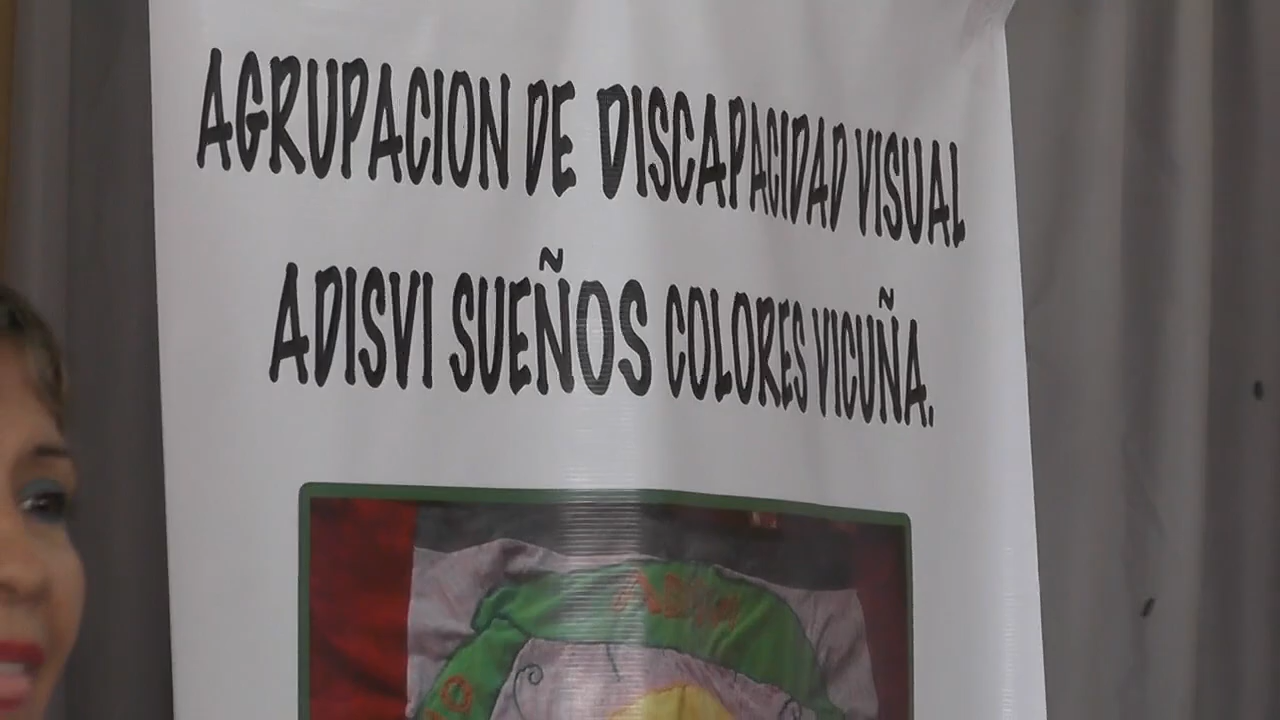 AGRUPACION DE DISCAPACIDAD VISUAL
ADISVI SUEÑOS COLORES VICUÑA.